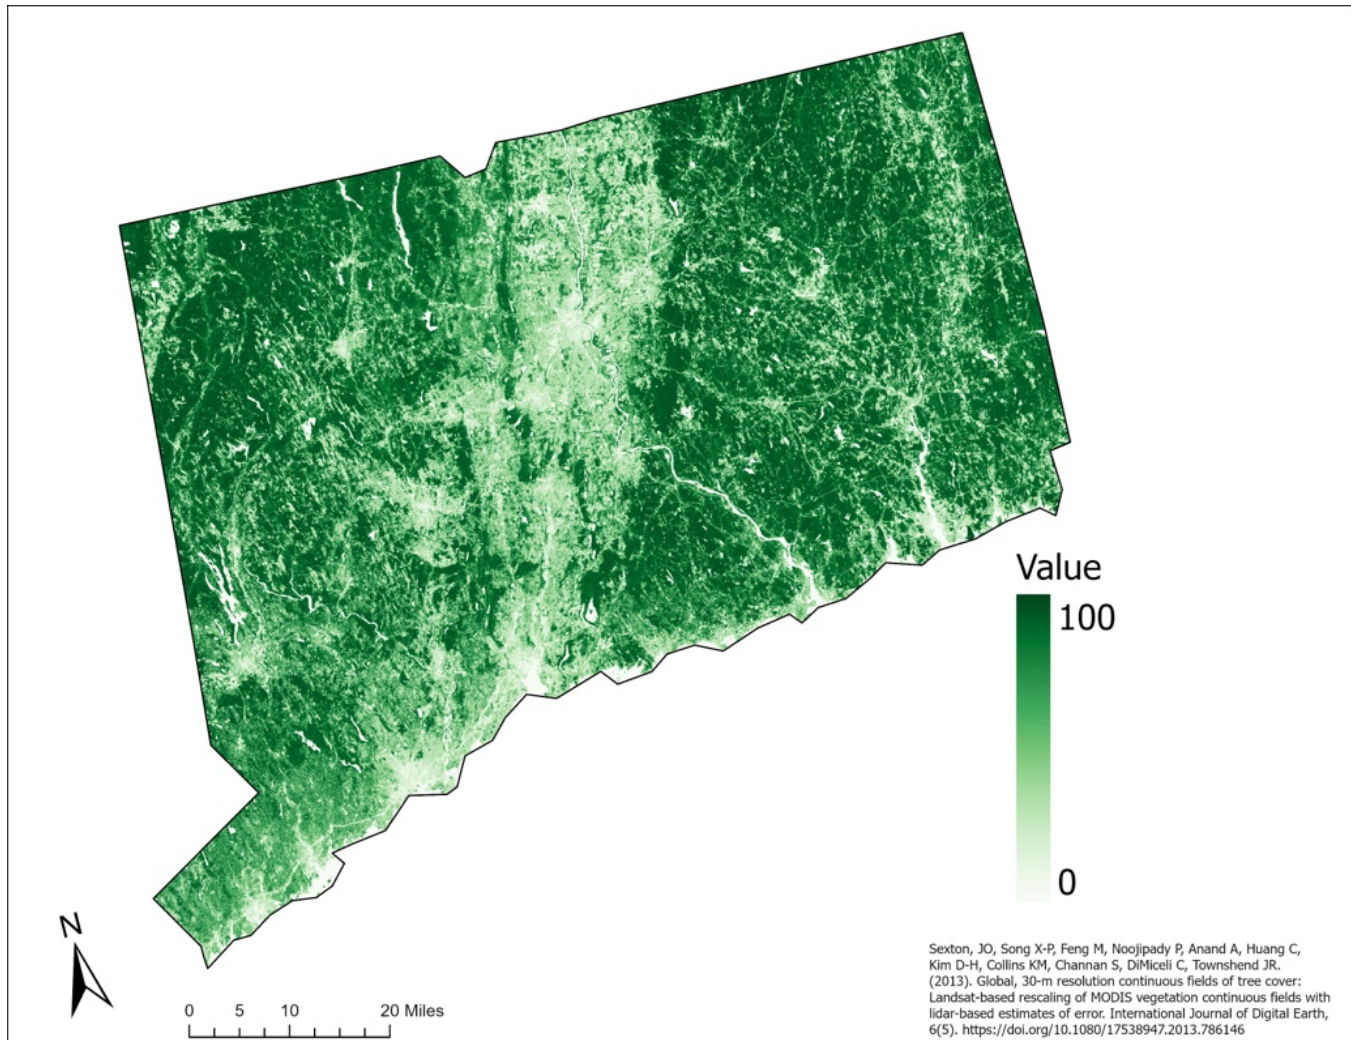 Value
100
0
N
0 5 10 20 Miles
Sexton, JO, Song X-P, Feng M, Noojipady P, Anand A, Huang C,
Kim D-H, Collins KM, Channan S, DiMiceli C, Townshend JR.
(2013). Global, 30-m resolution continuous fields of tree cover:
Landsat-based rescaling of MODIS vegetation continuous fields with
lidar-based estimates of error. International Journal of Digital Earth,
6(5). https://doi.org/10.1080/17538947.2013.786146